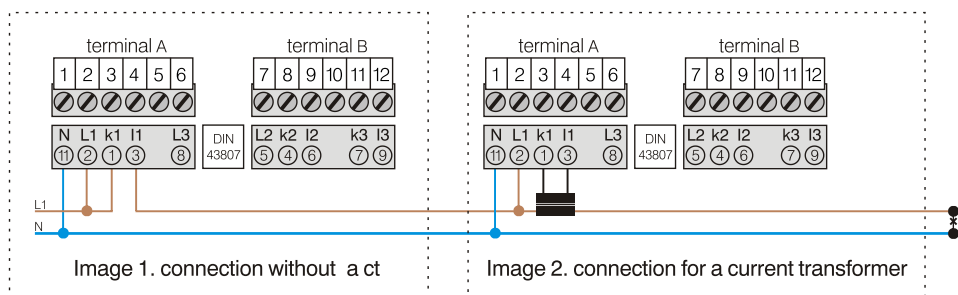 terminal A
terminal B
1 2 3 4 5 6
7 8 9 10 11 12
N L1 k1 l1 L3
11 2 1 3 8
DIN
43807
L2 k2 l2 k3 l3
5 4 6 7 9
terminal A
terminal B
1 2 3 4 5 6
7 8 9 10 11 12
N L1 k1 l1 L3
11 2 1 3 8
DIN
43807
L2 k2 l2 k3 l3
5 4 6 7 9
L1
N
Image 1. connection without a ct
Image 2. connection for a current transformer